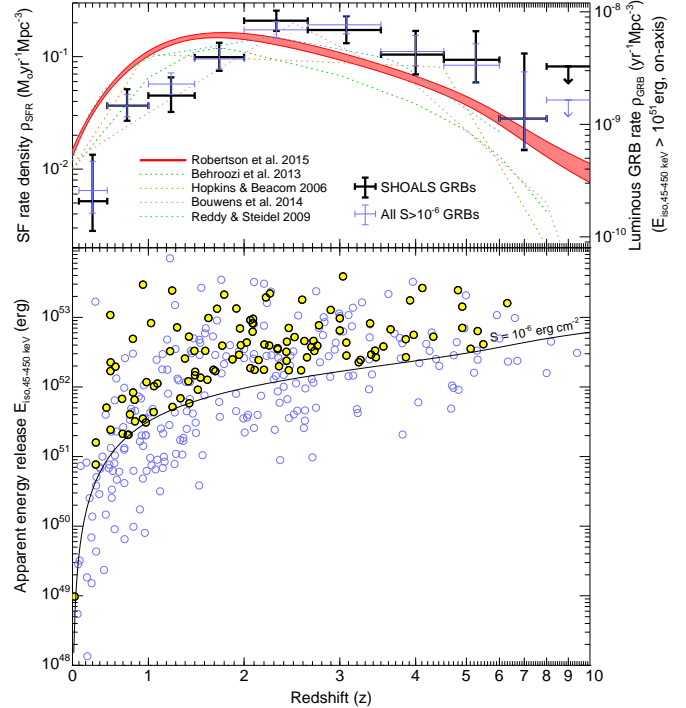 SF rate density ρSFR (M⊙yr-1Mpc-3)
10-1
10-2
10-8
10-9
10-10
Luminous GRB rate ρGRB (yr-1Mpc-3)
(Eiso,45-450 keV > 1051 erg, on-axis)
Robertson et al. 2015
Behroozi et al. 2013
Hopkins & Beacom 2006
Bouwens et al. 2014
Reddy & Steidel 2009
SHOALS GRBs
All S>10-6 GRBs
Apparent energy release Eiso,45-450 keV (erg)
1053
1052
1051
1050
1049
1048
S = 10-6 erg cm-2
0 1 2 3 4 5 6 7 8 9 10
Redshift (z)